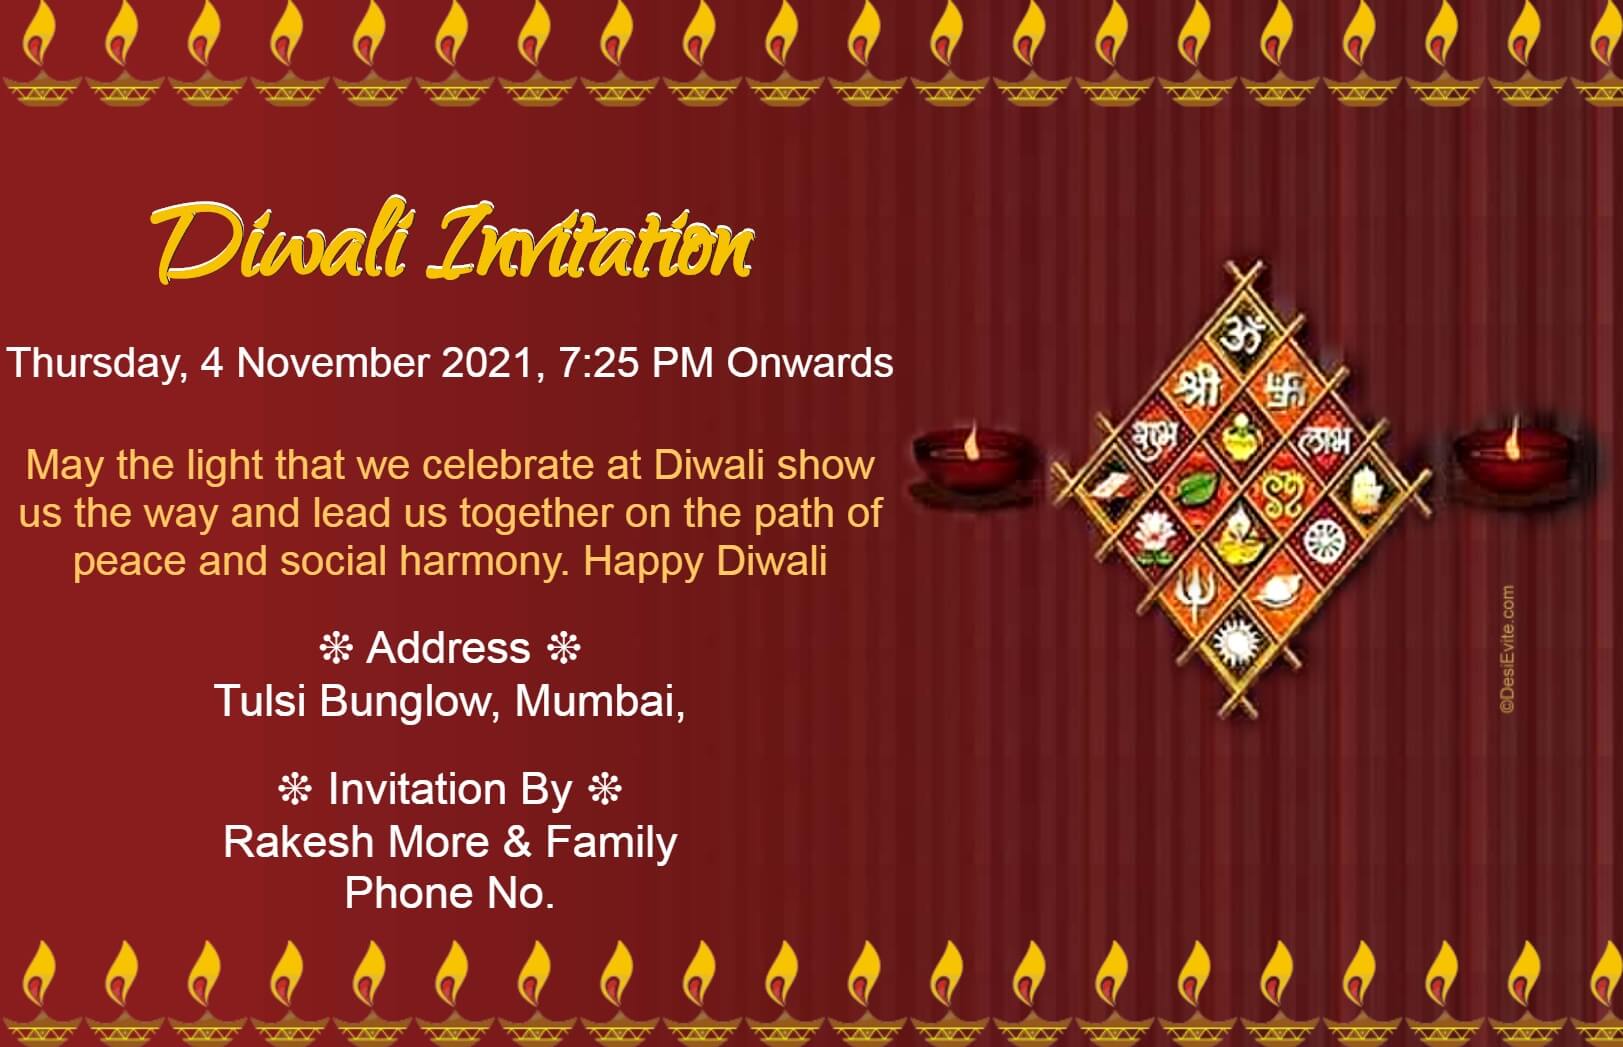 Diwali Invitation
Thursday, 4 November 2021, 7:25 PM Onwards
May the light that we celebrate at Diwali show
us the way and lead us together on the path of
peace and social harmony. Happy Diwali
❇ Address ❇
Tulsi Bunglow, Mumbai,
❇ Invitation By ❇
Rakesh More & Family
Phone No.
ॐ
श्री 卐
शुभ लाभ
©DesiEvite.com